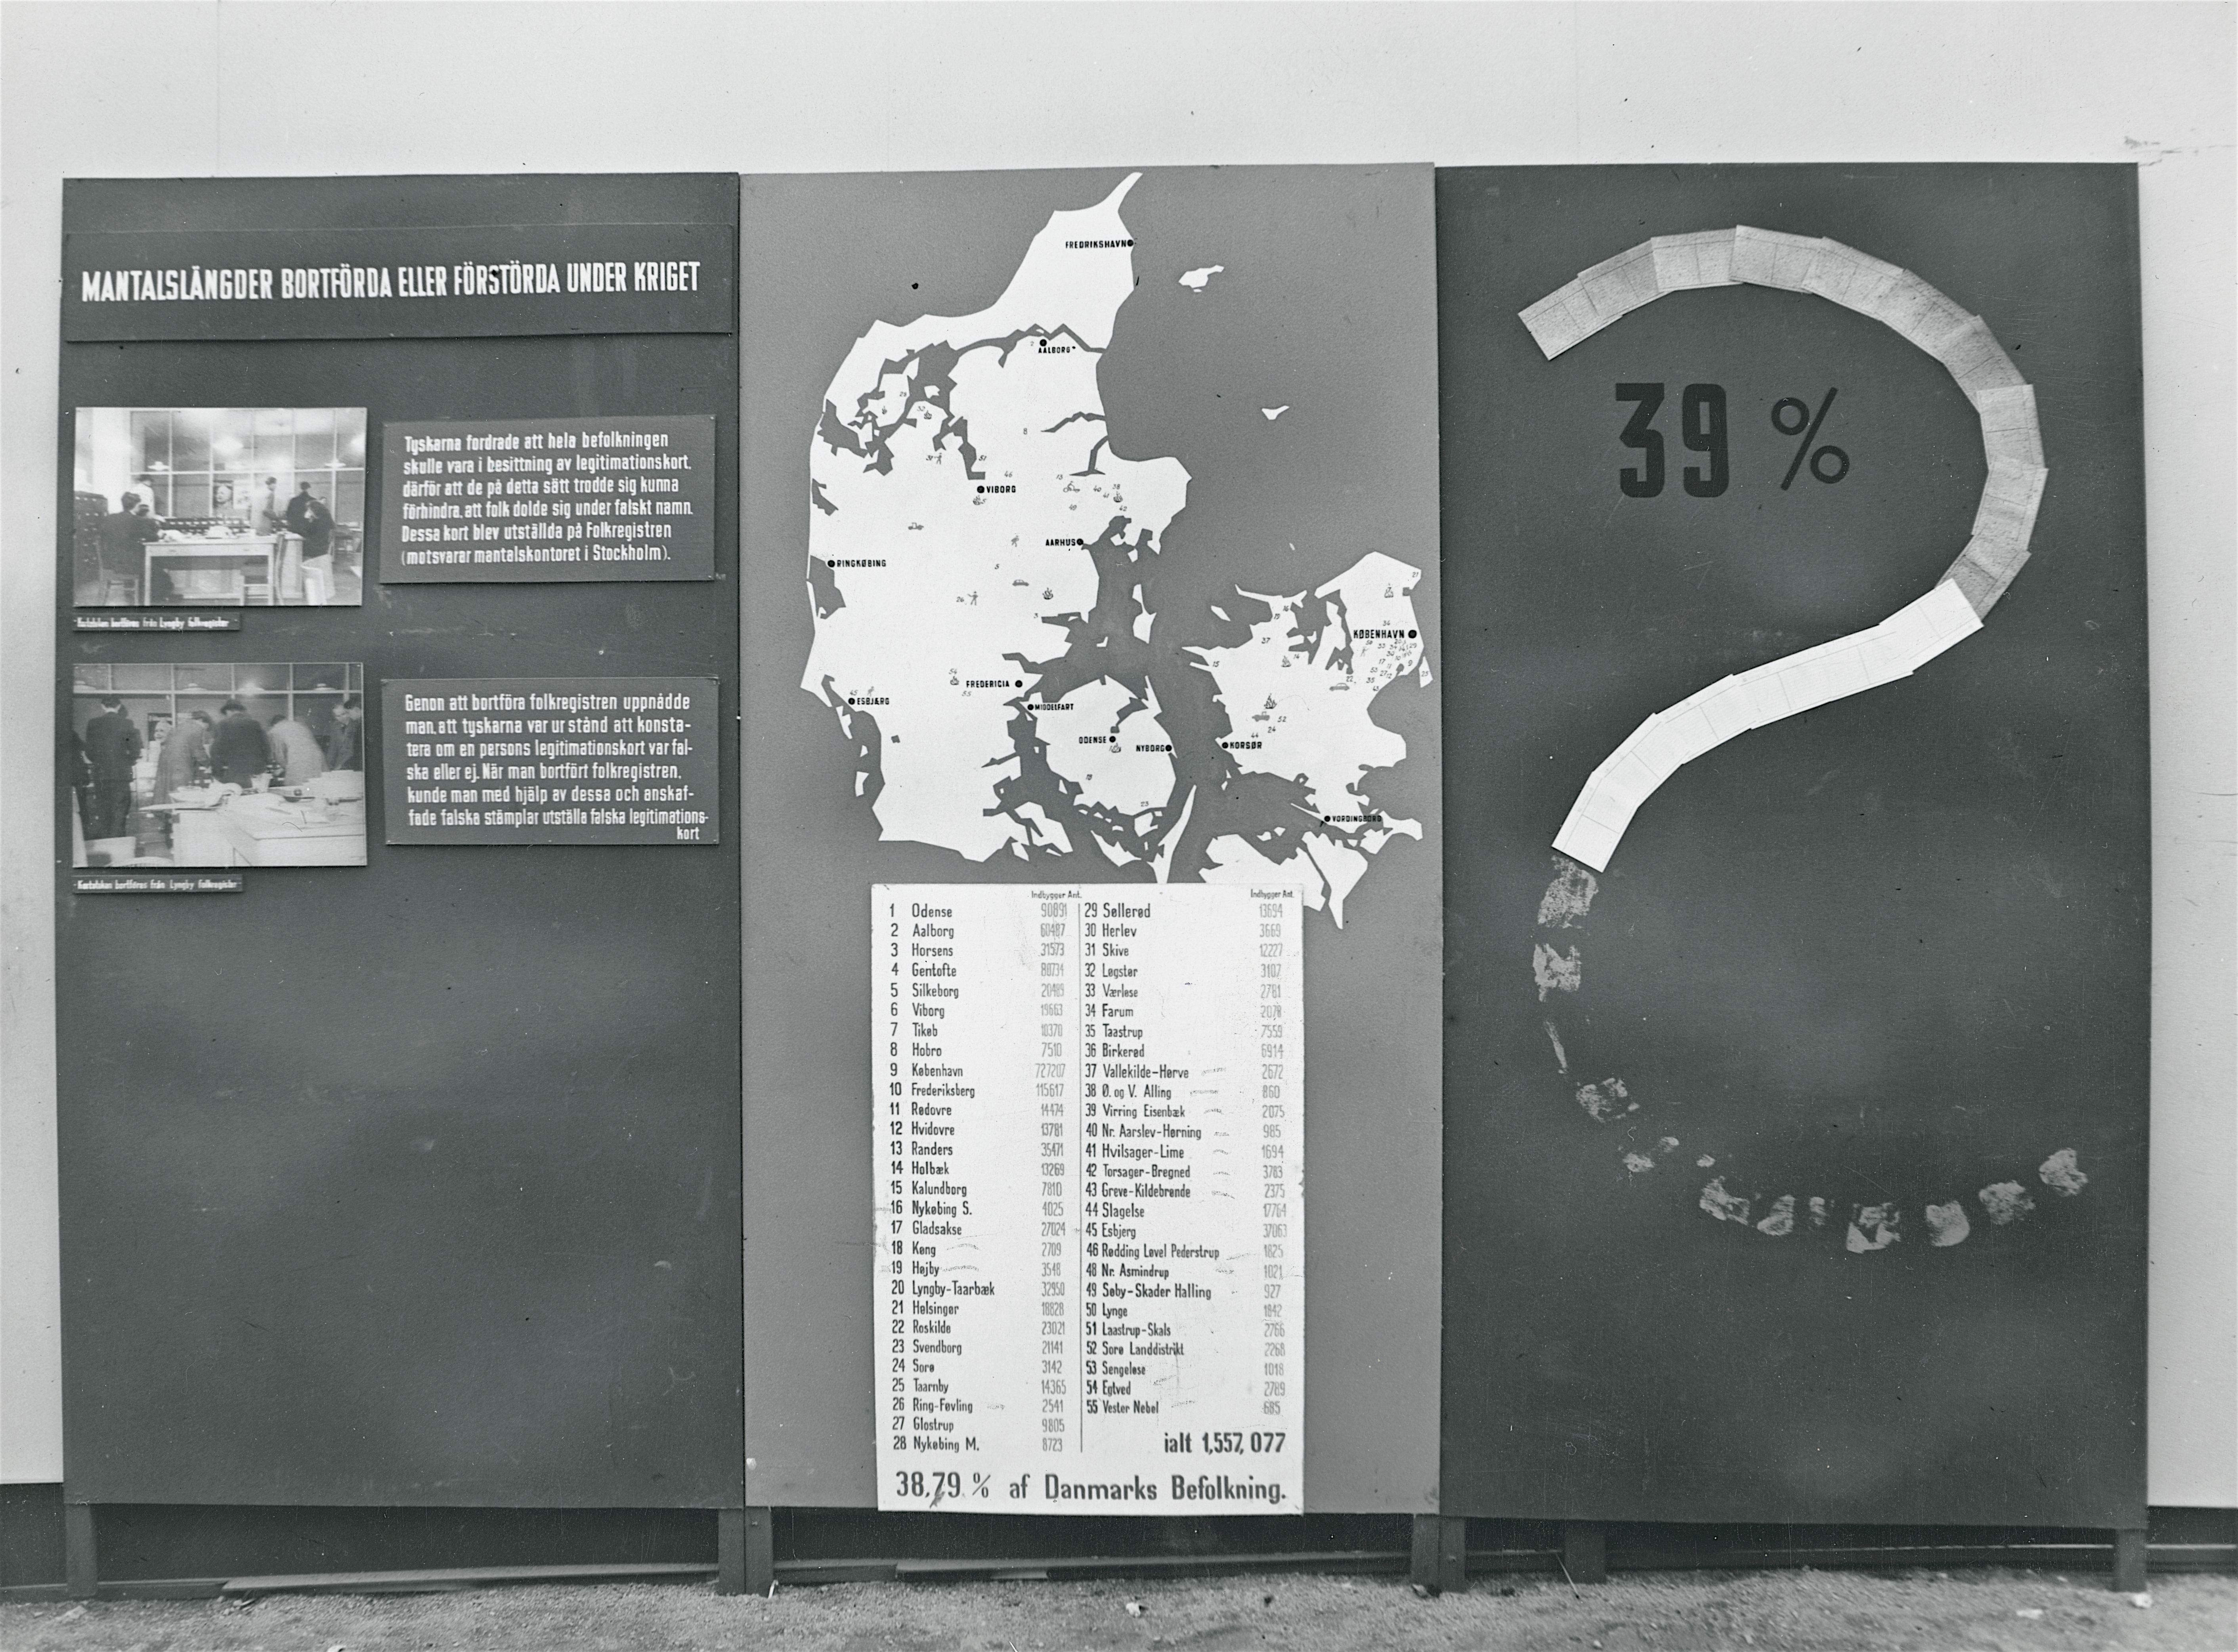 MANTALSLÄNGDER BORTFÖRDA ELLER FÖRSTÖRDA UNDER KRIGET
Tyskarna fordrade att hela befolkningen
skulle vara i besittning av legitimationskort,
därför att de på detta sätt trodde sig kunna
förhindra, att folk dolde sig under falskt namn.
Dessa kort blev utställda på Folkregistren
(motsvarar mantalskontoret i Stockholm).
Kartoteken bortföres från Lyngby folkregister
Genon att bortföra folkregistren uppnådde
man, att tyskarna var ur stånd att konsta-
tera om en persons legitimationskort var fal-
ska eller ej. När man bortfört folkregistren,
kunde man med hjälp av dessa och anskaf-
fade falska stämplar utställa falska legitimations-
kort
Kartoteken bortföres från Lyngby folkregister
FREDRIKSHAVN
AALBORG
VIBORG
AARHUS
RINGKØBING
KØBENHAVN
FREDERICIA
ESBJÆRG
MIDDELFART
ODENSE
NYBORG
KORSØR
VORDINGBORG
Indbygger Ant.
1 Odense 90891
2 Aalborg 60487
3 Horsens 31573
4 Gentofte 80734
5 Silkeborg 20489
6 Viborg 19663
7 Tikøb 10370
8 Hobro 7510
9 København 727207
10 Frederiksberg 115617
11 Rødovre 14474
12 Hvidovre 13781
13 Randers 35471
14 Holbæk 13269
15 Kalundborg 7810
16 Nykøbing S. 4025
17 Gladsakse 27024
18 Køng 2709
19 Højby 3548
20 Lyngby-Taarbæk 32950
21 Helsingør 18828
22 Roskilde 23021
23 Svendborg 21141
24 Sorø 3142
25 Taarnby 14365
26 Ring-Føvling 2541
27 Glostrup 9805
28 Nykøbing M. 8723
Indbygger Ant.
29 Søllerød 13694
30 Herlev 3669
31 Skive 12227
32 Løgstør 3107
33 Værløse 2781
34 Farum 2078
35 Taastrup 7559
36 Birkerød 6914
37 Vallekilde-Hørve 2672
38 Ø. og V. Alling 860
39 Virring Eisenbæk 2075
40 Nr. Aarslev-Hørning 985
41 Hvilsager-Lime 1694
42 Torsager-Bregned 3783
43 Greve-Kildebrønde 2375
44 Slagelse 17764
45 Esbjerg 37063
46 Rødding Løvel Pederstrup 1825
48 Nr. Asmindrup 1021
49 Søby-Skader Halling 927
50 Lynge 1842
51 Laastrup-Skals 2766
52 Sorø Landdistrikt 2268
53 Sengeløse 1018
54 Egtved 2789
55 Vester Nebel 685
ialt 1,557,077
38,79 % af Danmarks Befolkning.
39 %